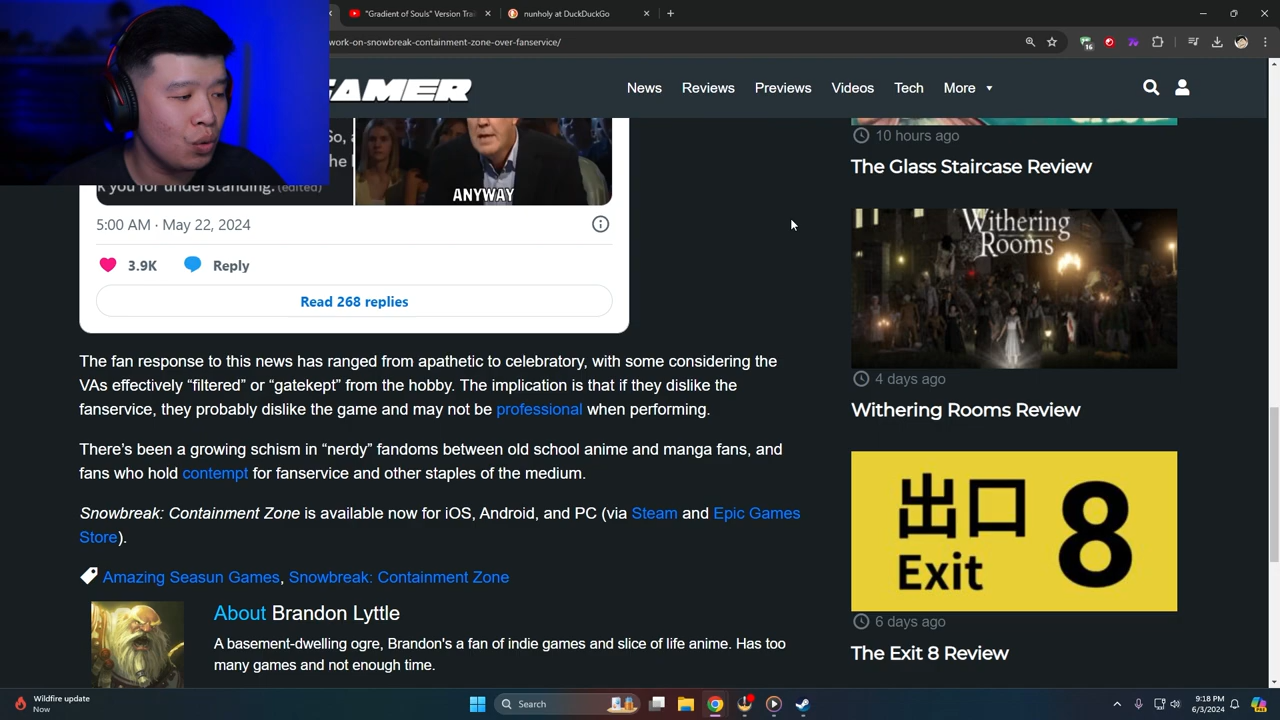 "Gradient of Souls" Version Trai
nunholy at DuckDuckGo
work-on-snowbreak-containment-zone-over-fanservice/
16
GAMER
News Reviews Previews Videos Tech More
So, a
the
k you for understanding. (edited)
ANYWAY
5:00 AM · May 22, 2024
3.9K Reply
Read 268 replies
The fan response to this news has ranged from apathetic to celebratory, with some considering the
VAs effectively “filtered” or “gatekept” from the hobby. The implication is that if they dislike the
fanservice, they probably dislike the game and may not be professional when performing.
There’s been a growing schism in “nerdy” fandoms between old school anime and manga fans, and
fans who hold contempt for fanservice and other staples of the medium.
Snowbreak: Containment Zone is available now for iOS, Android, and PC (via Steam and Epic Games
Store).
Amazing Seasun Games, Snowbreak: Containment Zone
About Brandon Lyttle
A basement-dwelling ogre, Brandon's a fan of indie games and slice of life anime. Has too
many games and not enough time.
10 hours ago
The Glass Staircase Review
Withering
Rooms
4 days ago
Withering Rooms Review
出口
Exit
8
6 days ago
The Exit 8 Review
Wildfire update
Now
Search
9:18 PM
6/3/2024